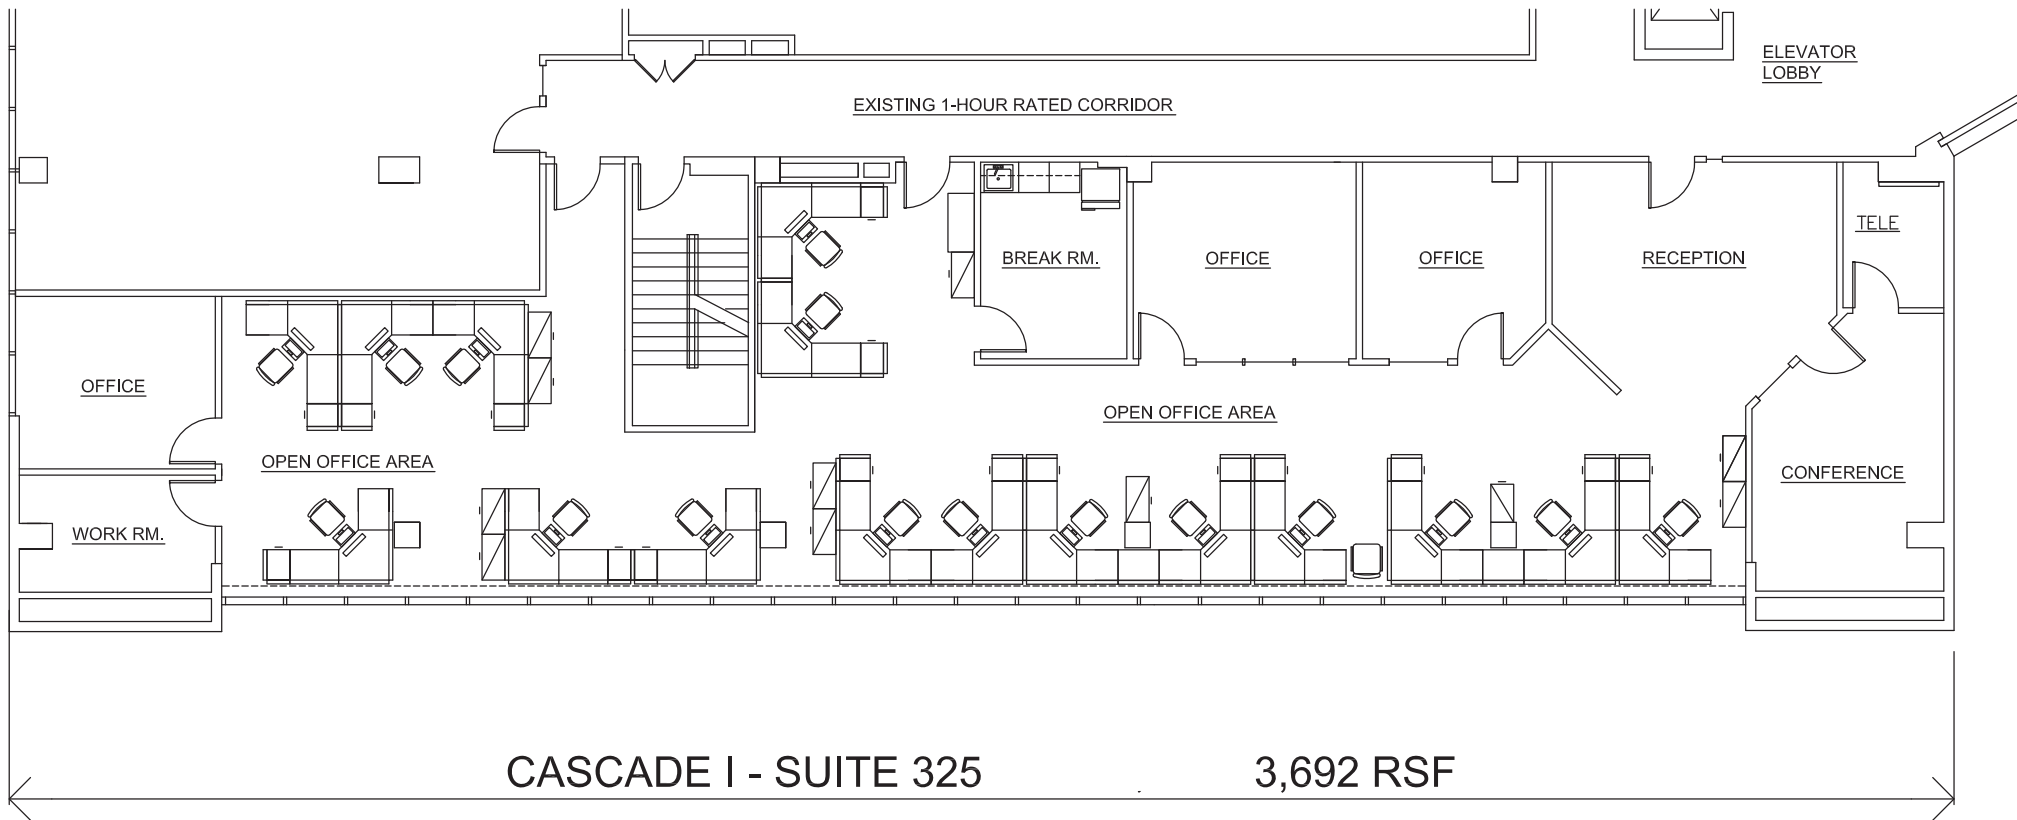 ELEVATOR
LOBBY
EXISTING 1-HOUR RATED CORRIDOR
TELE
BREAK RM.
OFFICE
OFFICE
RECEPTION
OFFICE
OPEN OFFICE AREA
OPEN OFFICE AREA
CONFERENCE
WORK RM.
CASCADE I - SUITE 325
3,692 RSF